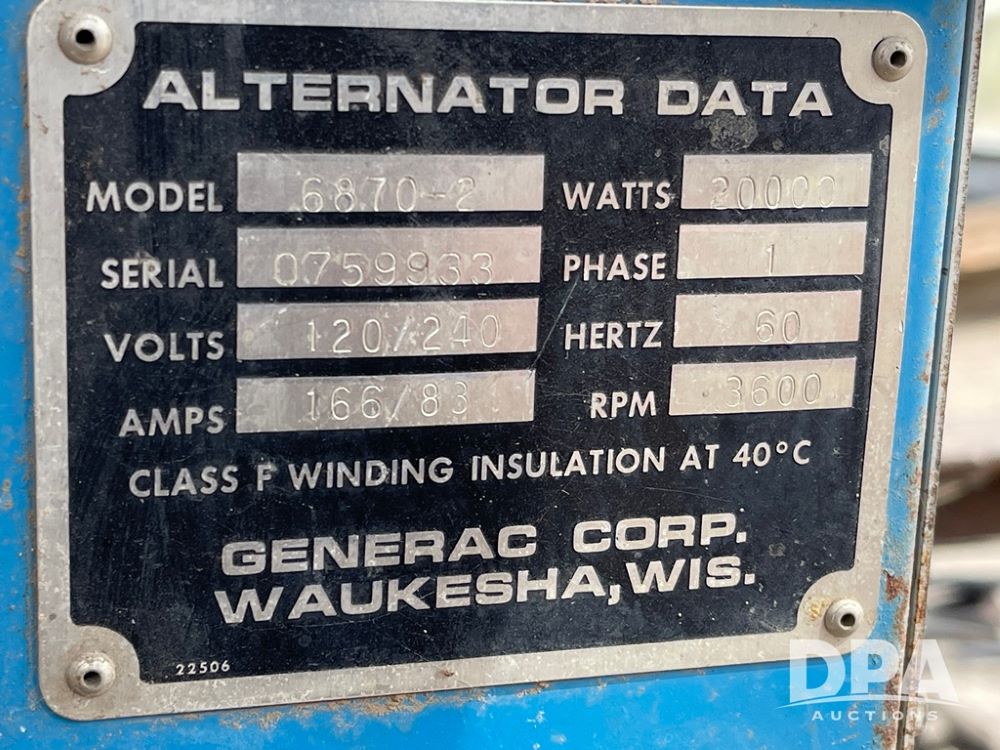 ALTERNATOR DATA
MODEL 6870-2 WATTS 20000
SERIAL 0759933 PHASE 1
VOLTS 120/240 HERTZ 60
AMPS 166/83 RPM 3600
CLASS F WINDING INSULATION AT 40°C
GENERAC CORP.
WAUKESHA, WIS.
22506
DPA
AUCTIONS